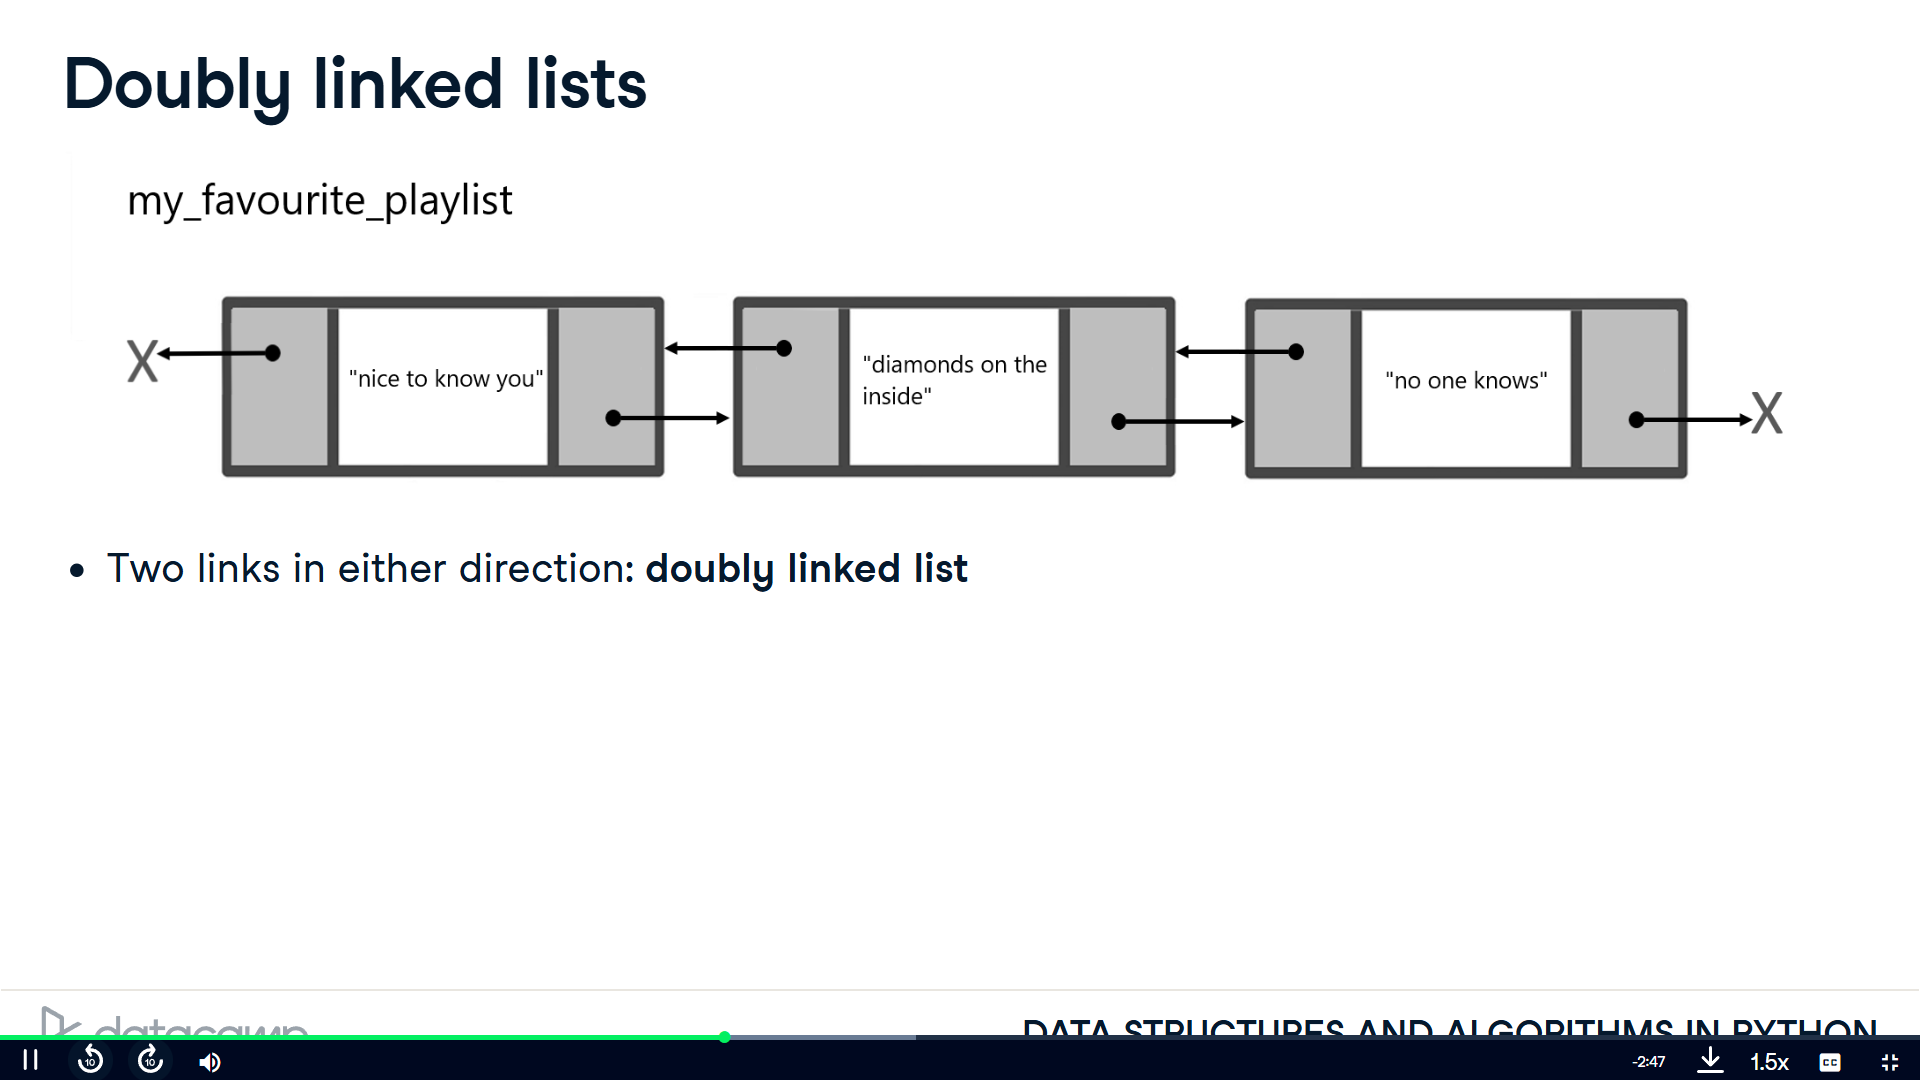 Doubly linked lists
my_favourite_playlist
X
"nice to know you"
"diamonds on the
inside"
"no one knows"
X
• Two links in either direction: doubly linked list
datacamp
DATA STRUCTURES AND ALGORITHMS IN PYTHON
10
10
-2:47
1.5x
CC